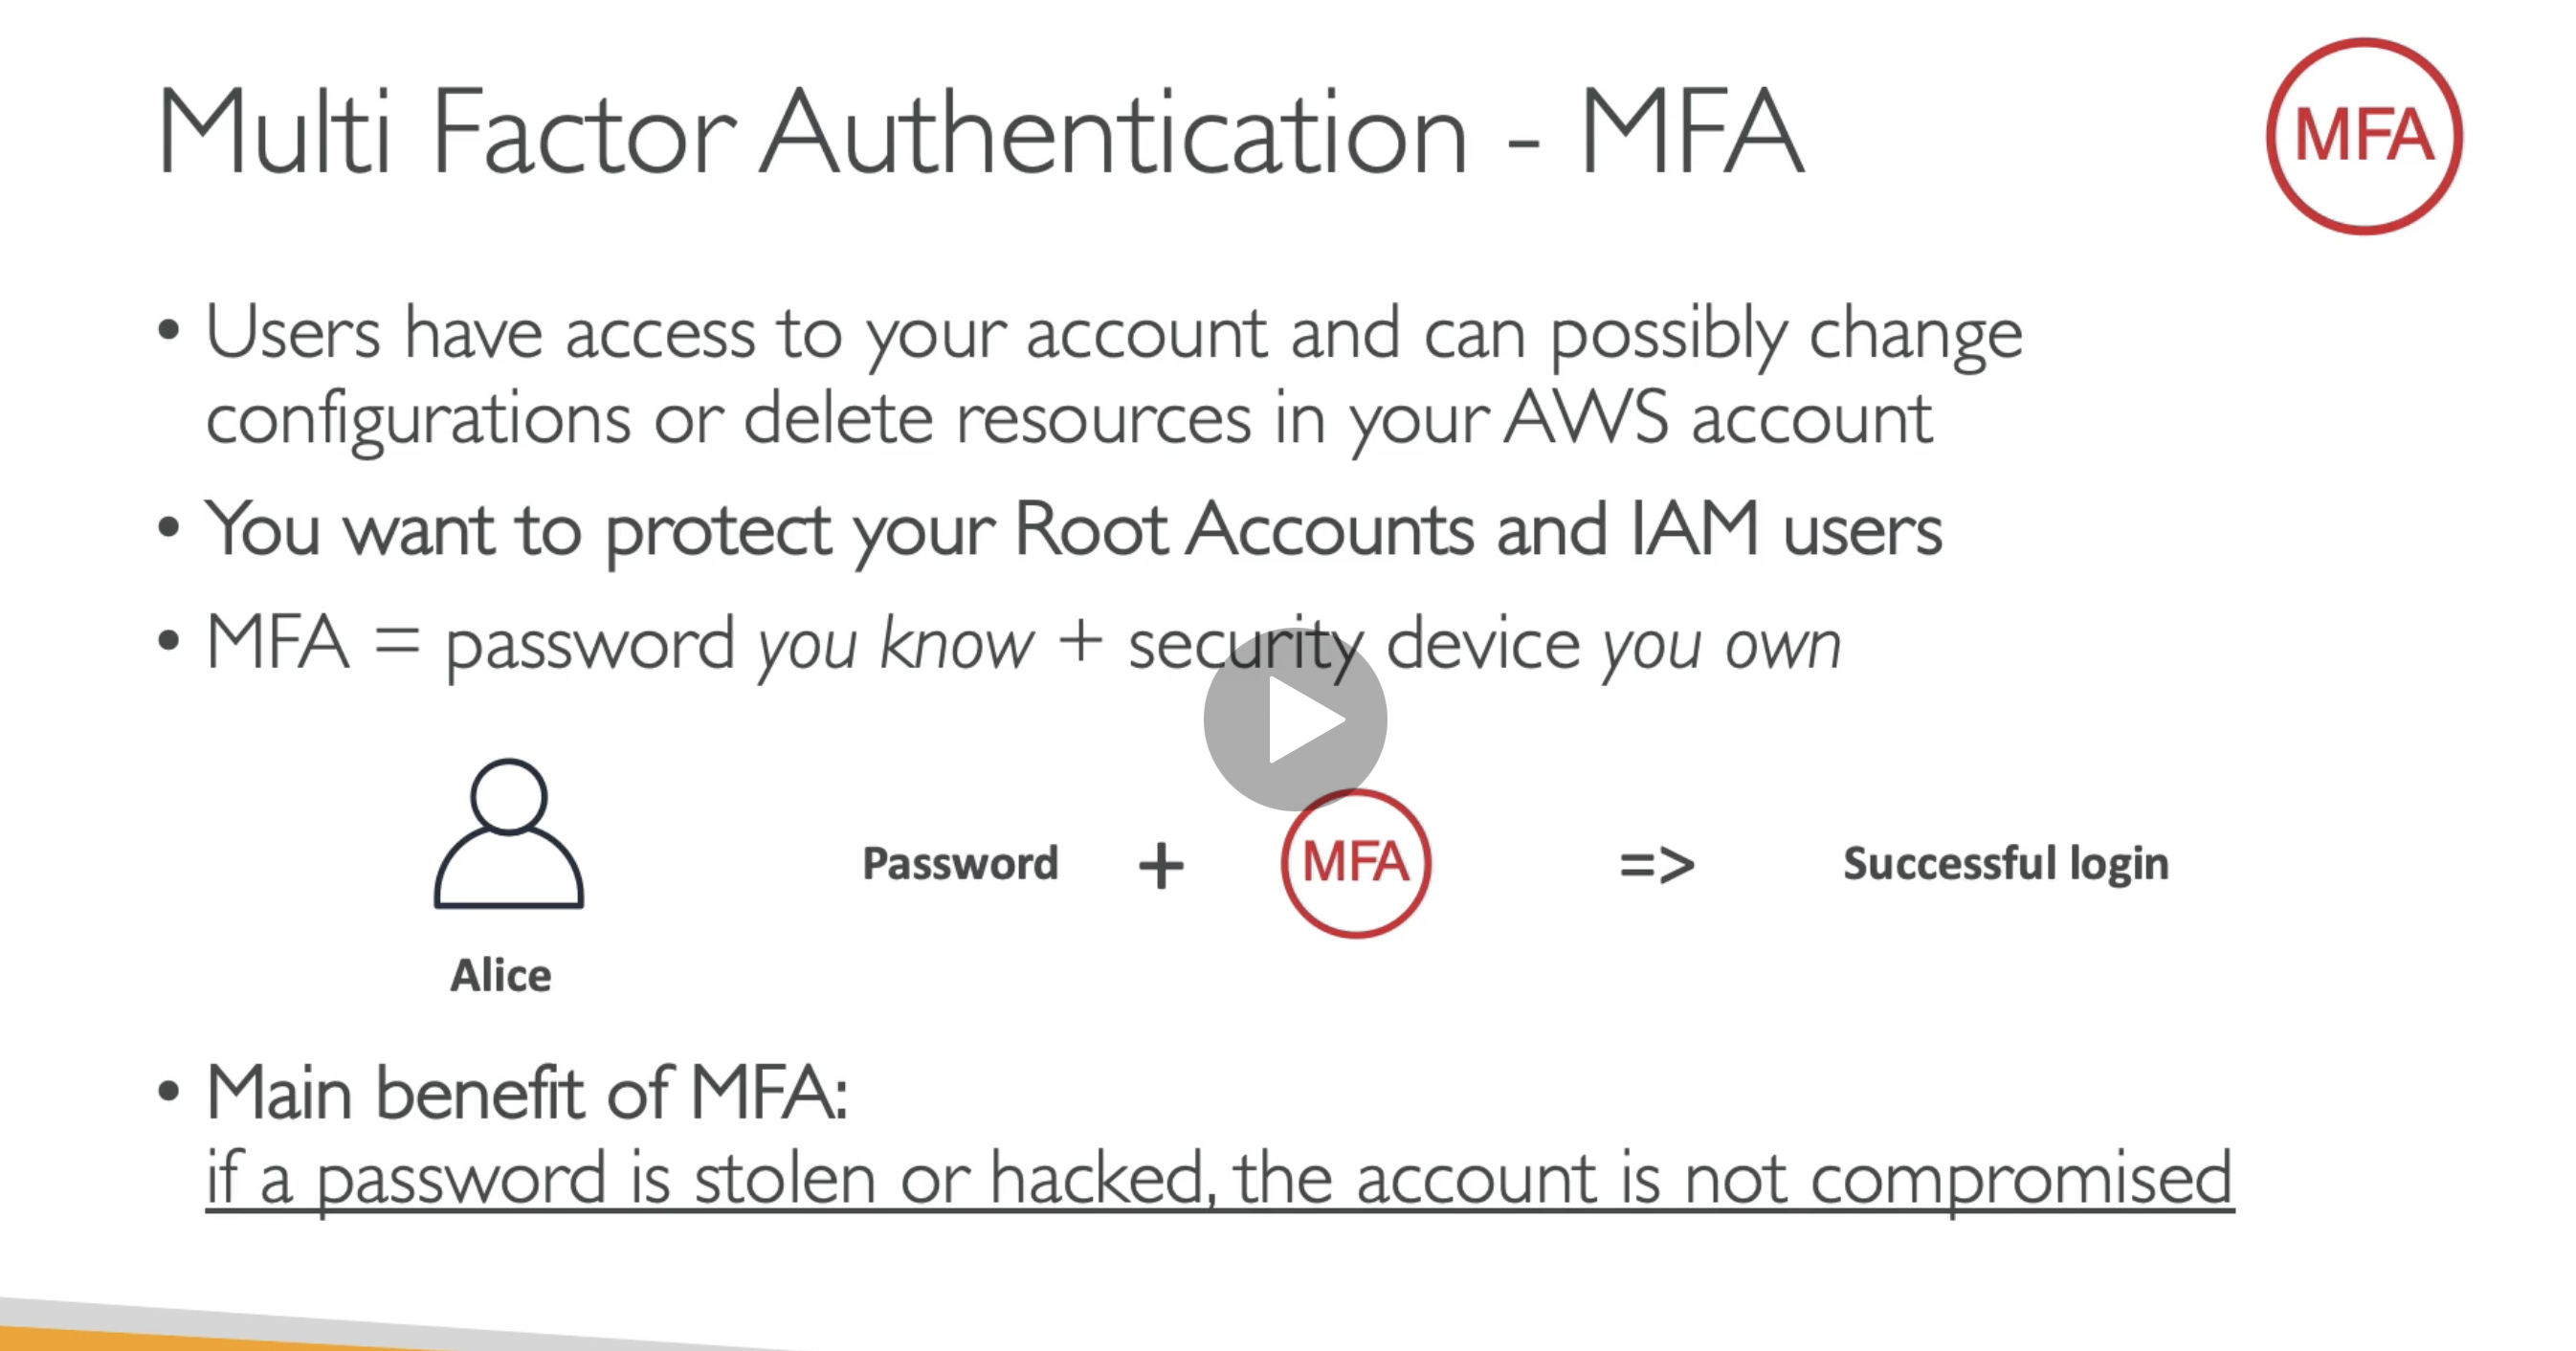 Multi Factor Authentication - MFA
MFA
• Users have access to your account and can possibly change
configurations or delete resources in your AWS account
• You want to protect your Root Accounts and IAM users
• MFA = password you know + security device you own
Password + MFA => Successful login
Alice
• Main benefit of MFA:
if a password is stolen or hacked, the account is not compromised